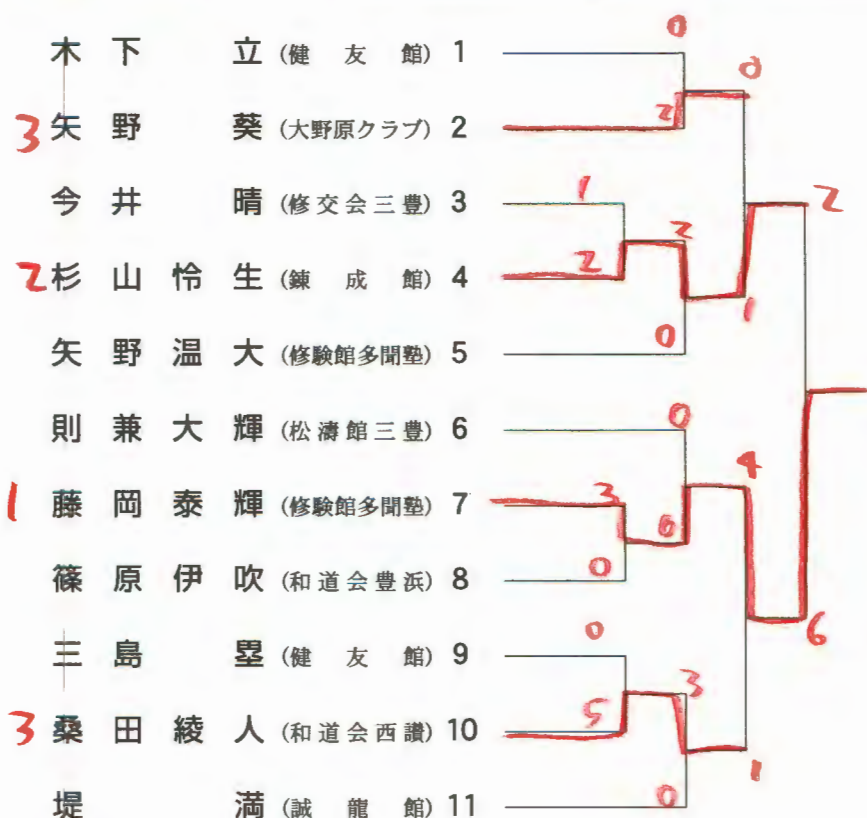 木下 立 (健友館) 1
0
0
3 矢野 葵 (大野原クラブ) 2
2
今井 晴 (修交会三豊) 3
1
2
2
2 杉山怜生 (錬成館) 4
2
1
矢野温大 (修験館多聞塾) 5
0
則兼大輝 (松濤館三豊) 6
0
4
1 藤岡泰輝 (修験館多聞塾) 7
3
篠原伊吹 (和道会豊浜) 8
0
6
三島 塁 (健友館) 9
0
3
3 桑田綾人 (和道会西讃) 10
5
1
堤 満 (誠龍館) 11
0